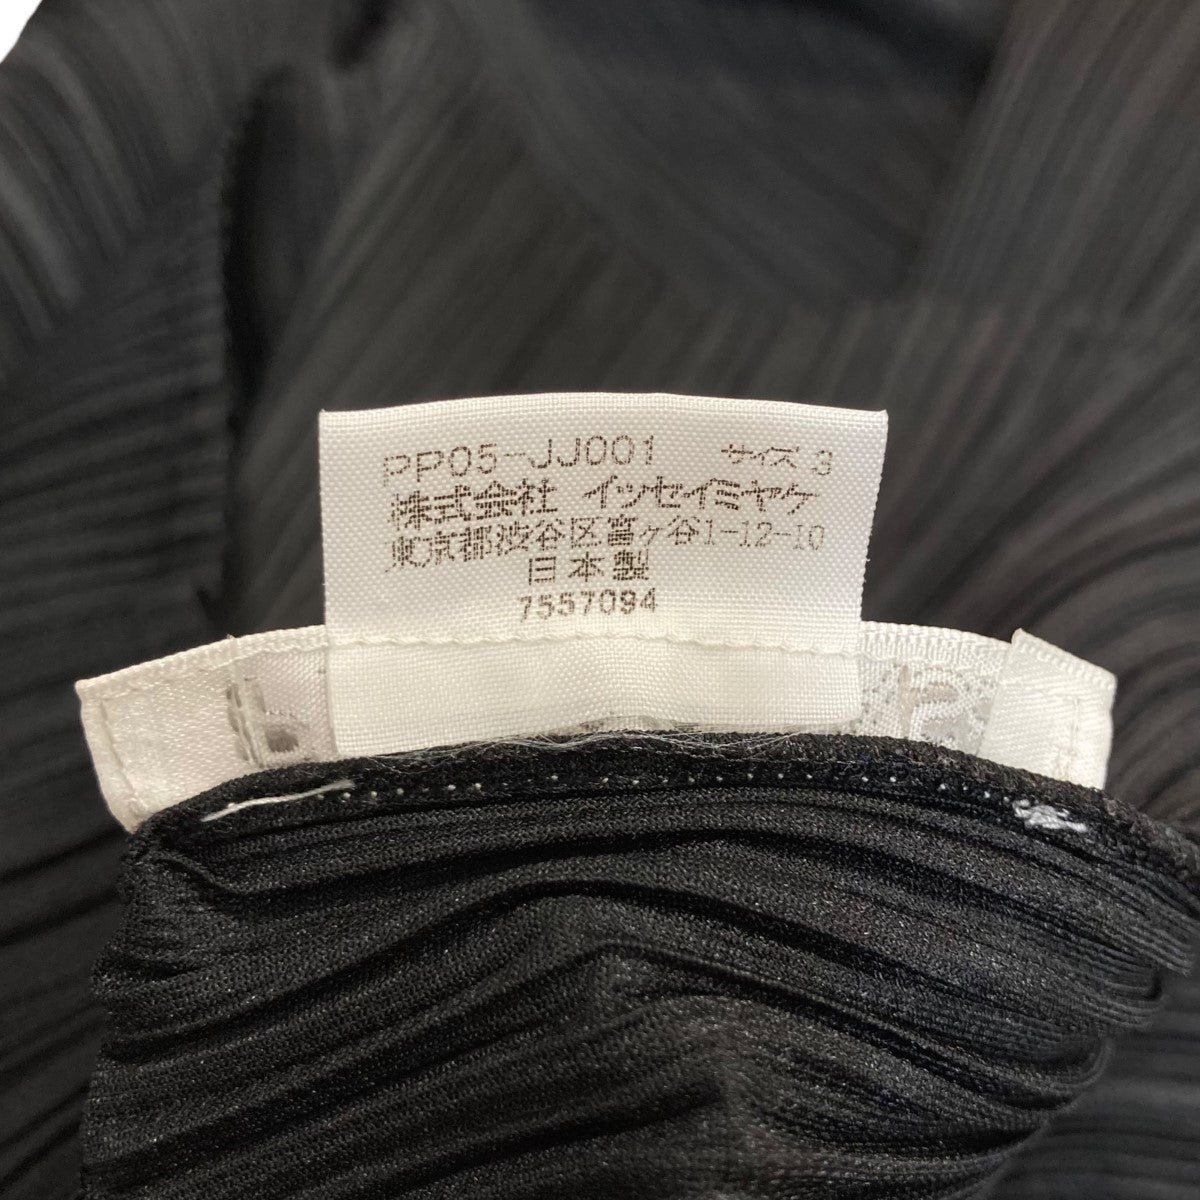 PP05-JJ001 サイズ 3
株式会社 イッセイミヤケ
東京都渋谷区富ヶ谷1-12-10
日本製
7557094